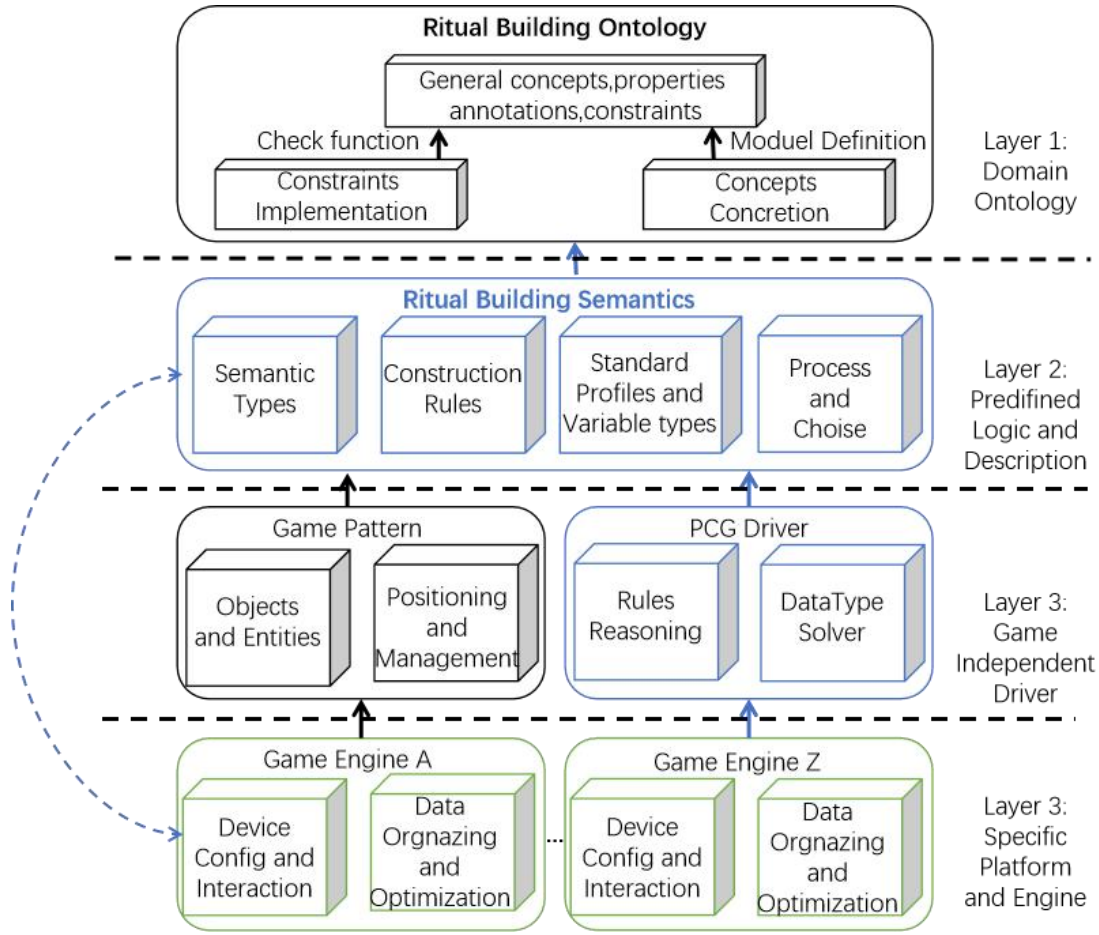 Ritual Building Ontology
General concepts,properties
annotations,constraints
Check function
Moduel Definition
Constraints
Implementation
Concepts
Concretion
Layer 1:
Domain
Ontology
Ritual Building Semantics
Semantic
Types
Construction
Rules
Standard
Profiles and
Variable types
Process
and
Choise
Layer 2:
Predifined
Logic and
Description
Game Pattern
Objects
and Entities
Positioning
and
Management
PCG Driver
Rules
Reasoning
DataType
Solver
Layer 3:
Game
Independent
Driver
Game Engine A
Device
Config and
Interaction
Data
Orgnazing
and
Optimization
...
Game Engine Z
Device
Config and
Interaction
Data
Orgnazing
and
Optimization
Layer 3:
Specific
Platform
and Engine